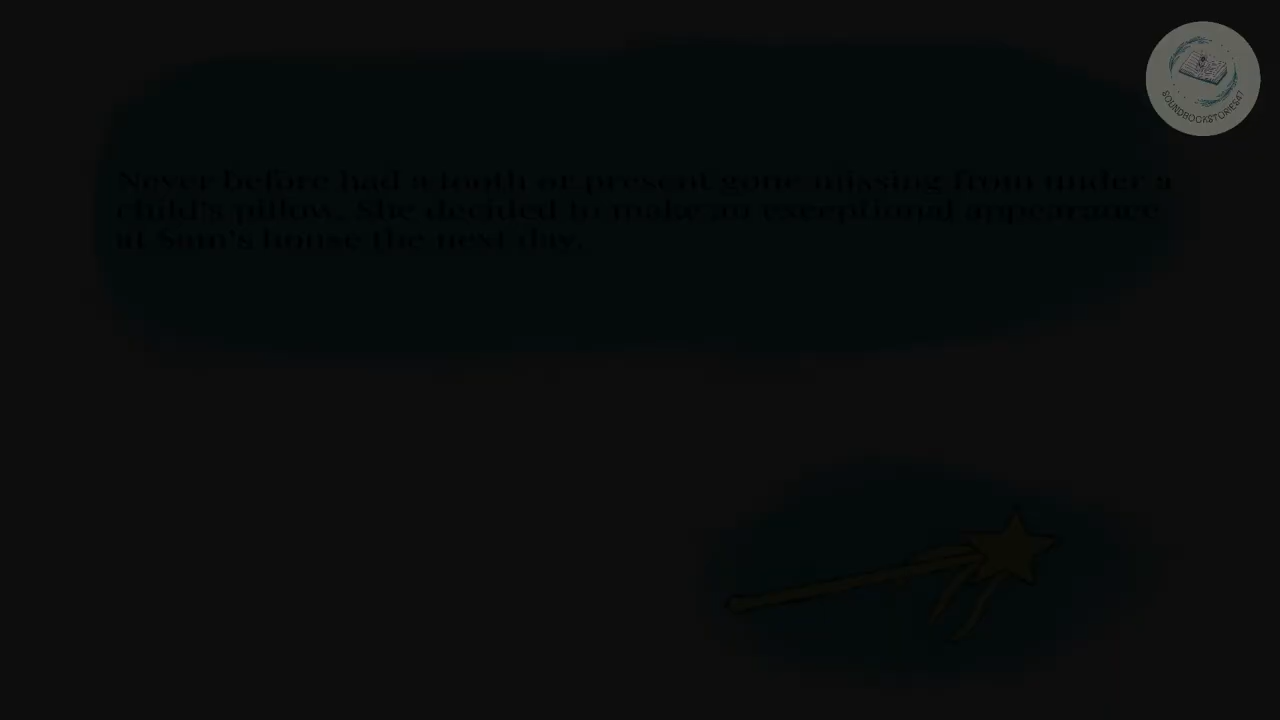 SOUNDBOOKSTORIES47
Never before had a tooth or present gone missing from under a
child's pillow. She decided to make an exceptional appearance
at Sam's house the next day.